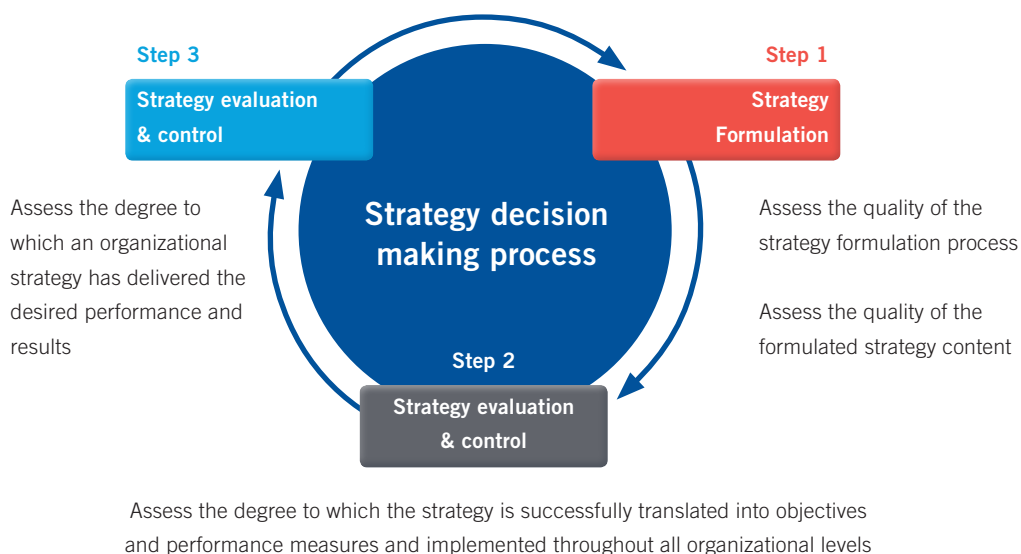 Step 3
Strategy evaluation
& control
Assess the degree to
which an organizational
strategy has delivered the
desired performance and
results
Step 1
Strategy
Formulation
Assess the quality of the
strategy formulation process
Assess the quality of the
formulated strategy content
Strategy decision
making process
Step 2
Strategy evaluation
& control
Assess the degree to which the strategy is successfully translated into objectives
and performance measures and implemented throughout all organizational levels